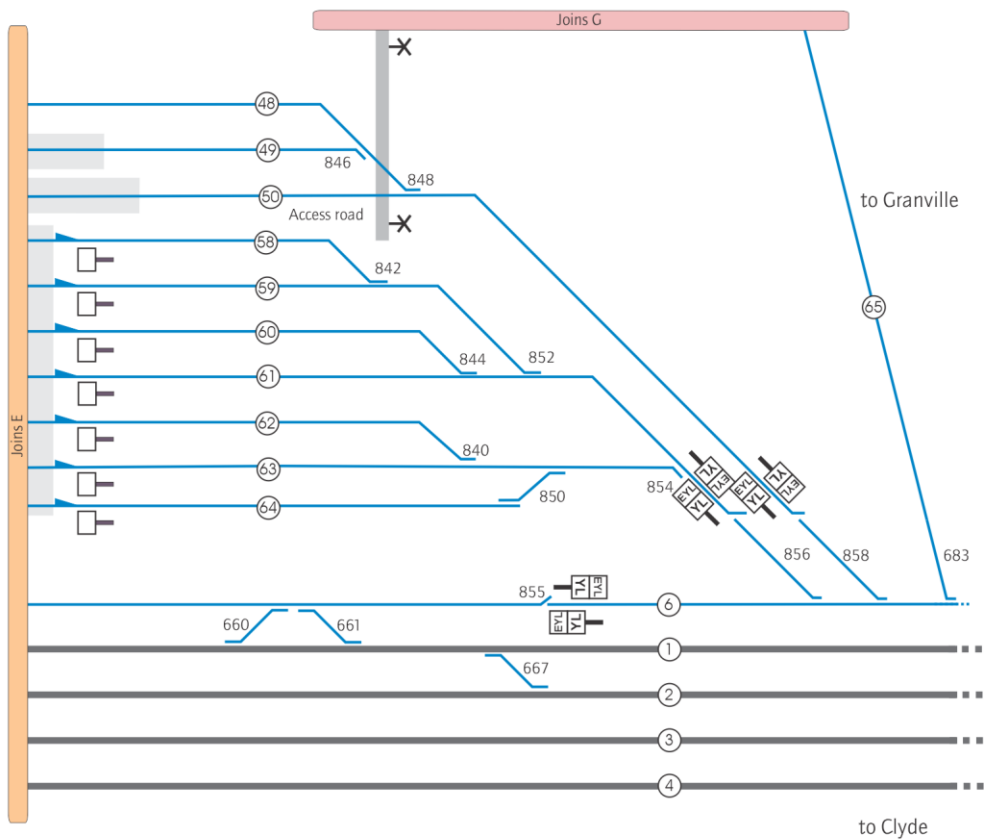 Joins G
Joins E
48
49
846
848
50
Access road
to Granville
58
842
59
65
60
844
852
61
62
840
63
850
854
64
YL EYL
EYL YL
EYL YL
YL EYL
856
858
683
855
YL EYL
6
EYL YL
660
661
1
667
2
3
4
to Clyde